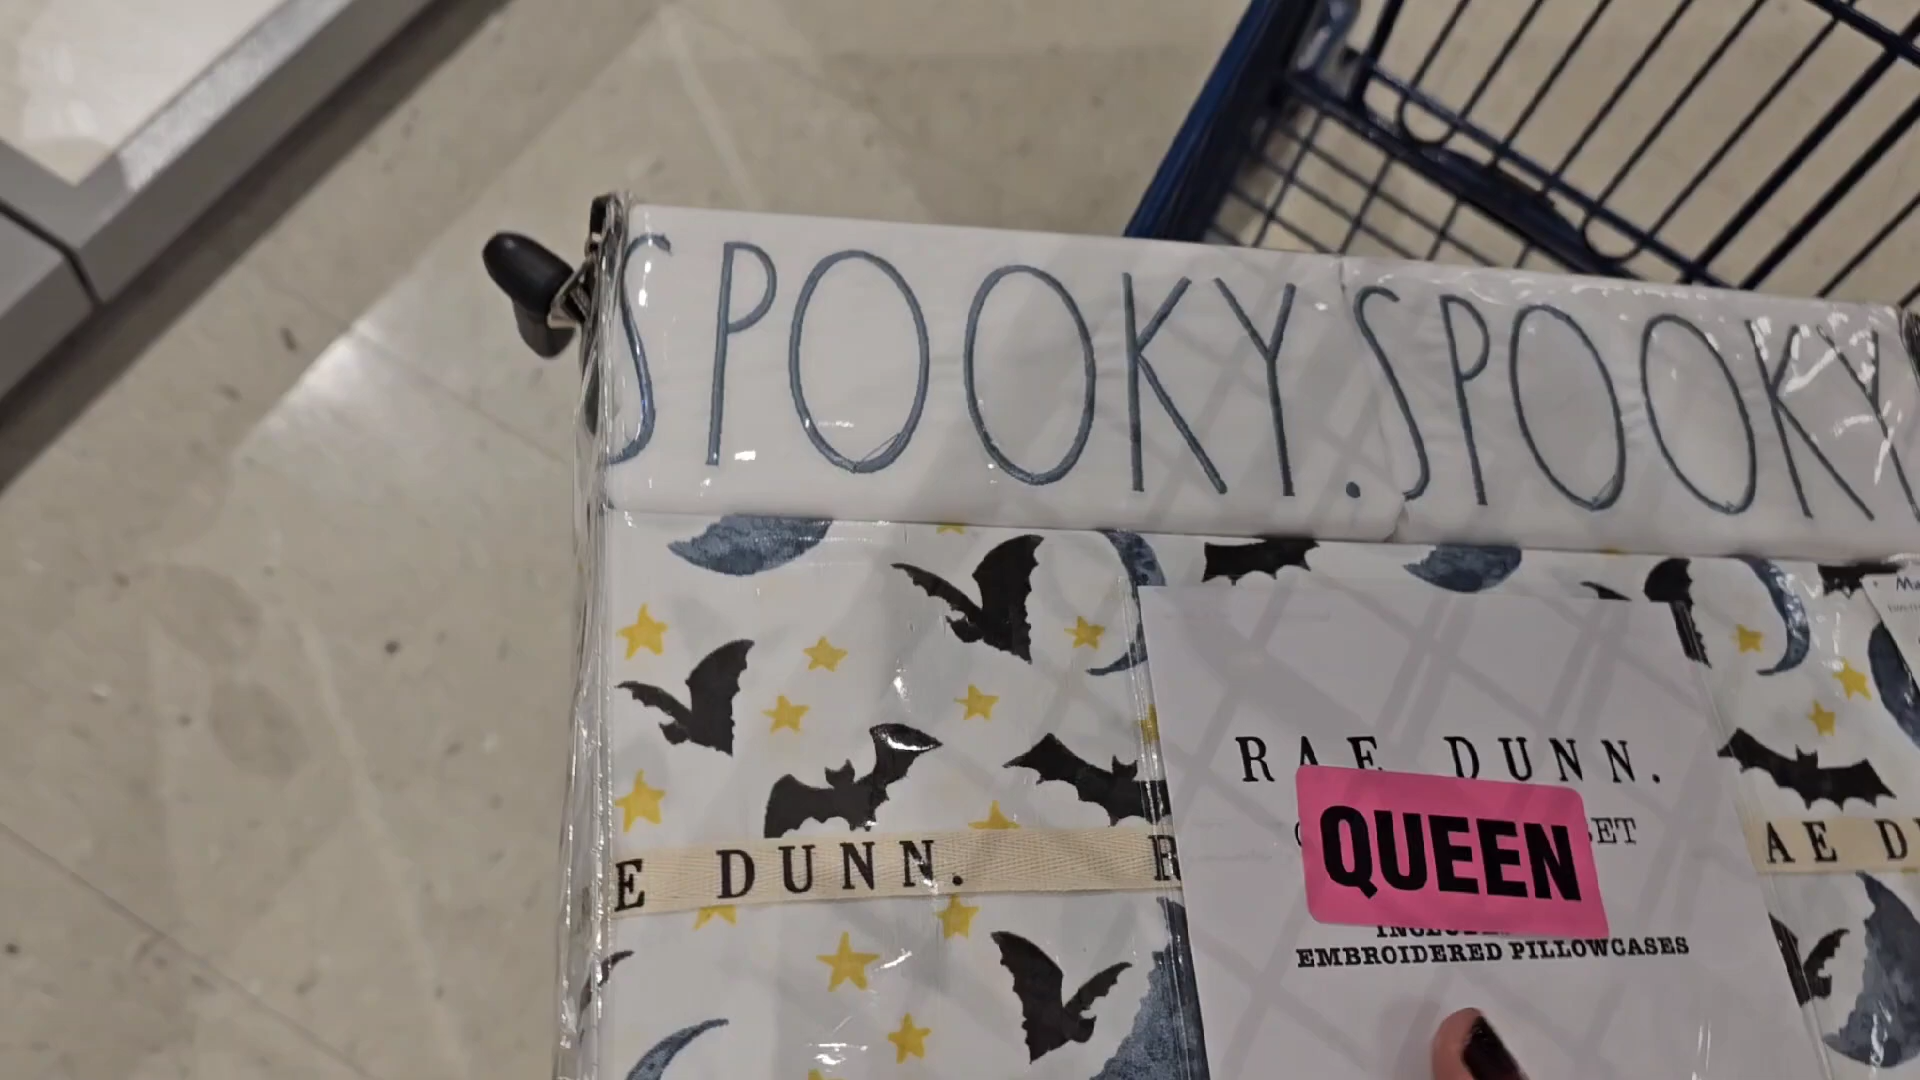 SPOOKY. SPOOKY
RAE DUNN.
QUEEN
EMBROIDERED PILLOWCASES
E DUNN. R
AE D